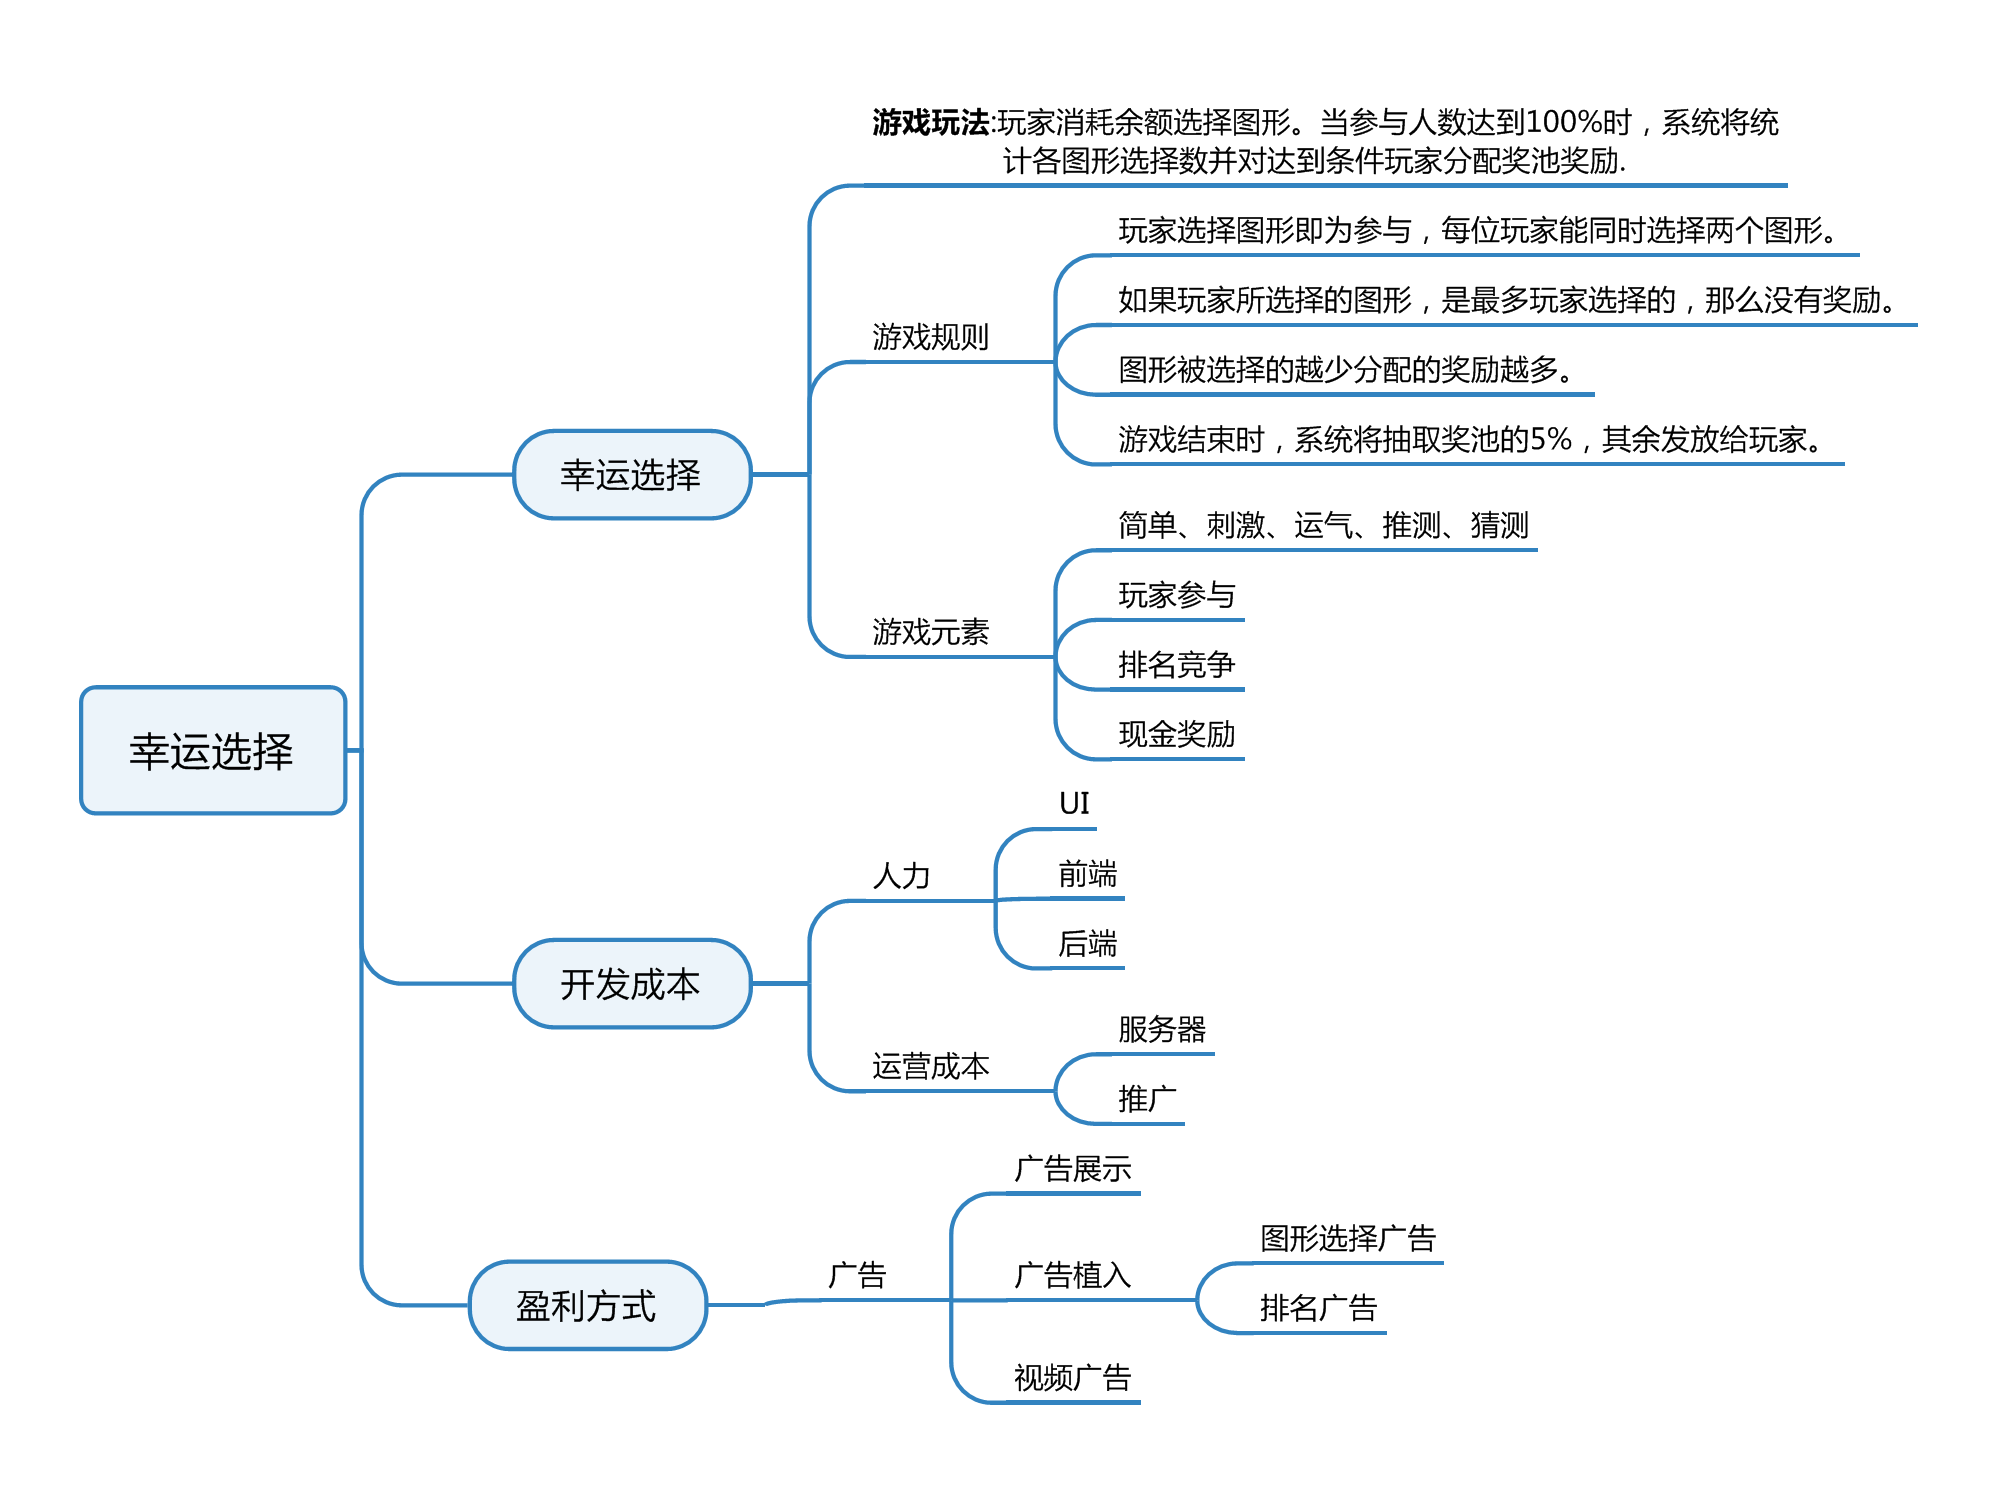 游戏玩法:玩家消耗余额选择图形。当参与人数达到100%时，系统将统
计各图形选择数并对达到条件玩家分配奖池奖励.
玩家选择图形即为参与，每位玩家能同时选择两个图形。
如果玩家所选择的图形，是最多玩家选择的，那么没有奖励。
游戏规则
图形被选择的越少分配的奖励越多。
游戏结束时，系统将抽取奖池的5%，其余发放给玩家。
幸运选择
简单、刺激、运气、推测、猜测
玩家参与
游戏元素
排名竞争
现金奖励
幸运选择
UI
人力
前端
后端
开发成本
服务器
运营成本
推广
广告展示
图形选择广告
广告
广告植入
排名广告
盈利方式
视频广告